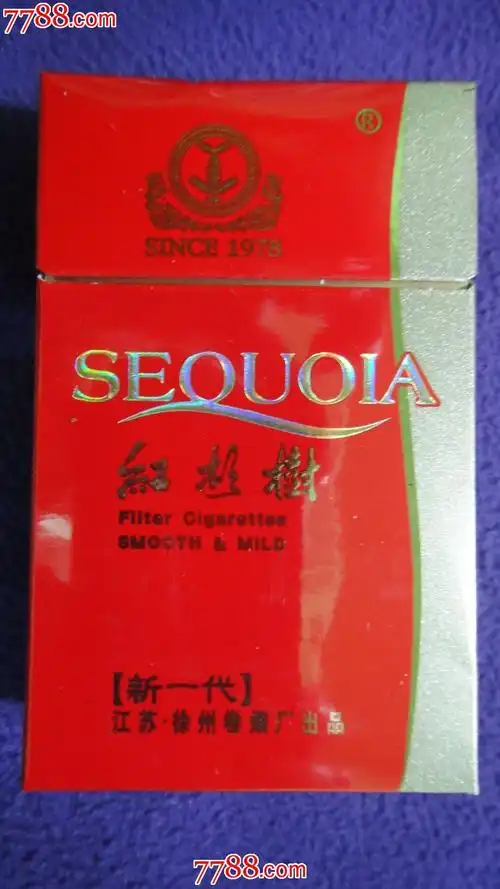 7788.com
®
SINCE 1978
SEQUOIA
紅杉樹
Filter Cigarettes
SMOOTH & MILD
【新一代】
江苏·徐州卷烟厂出品
7788.com